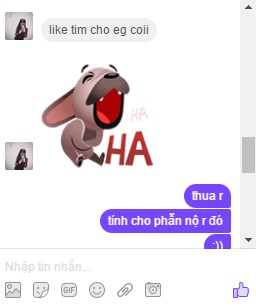 like tim cho eg coii
HA
HA
thua r
tính cho phẫn nộ r đó
:))
Nhập tin nhắn...
GIF